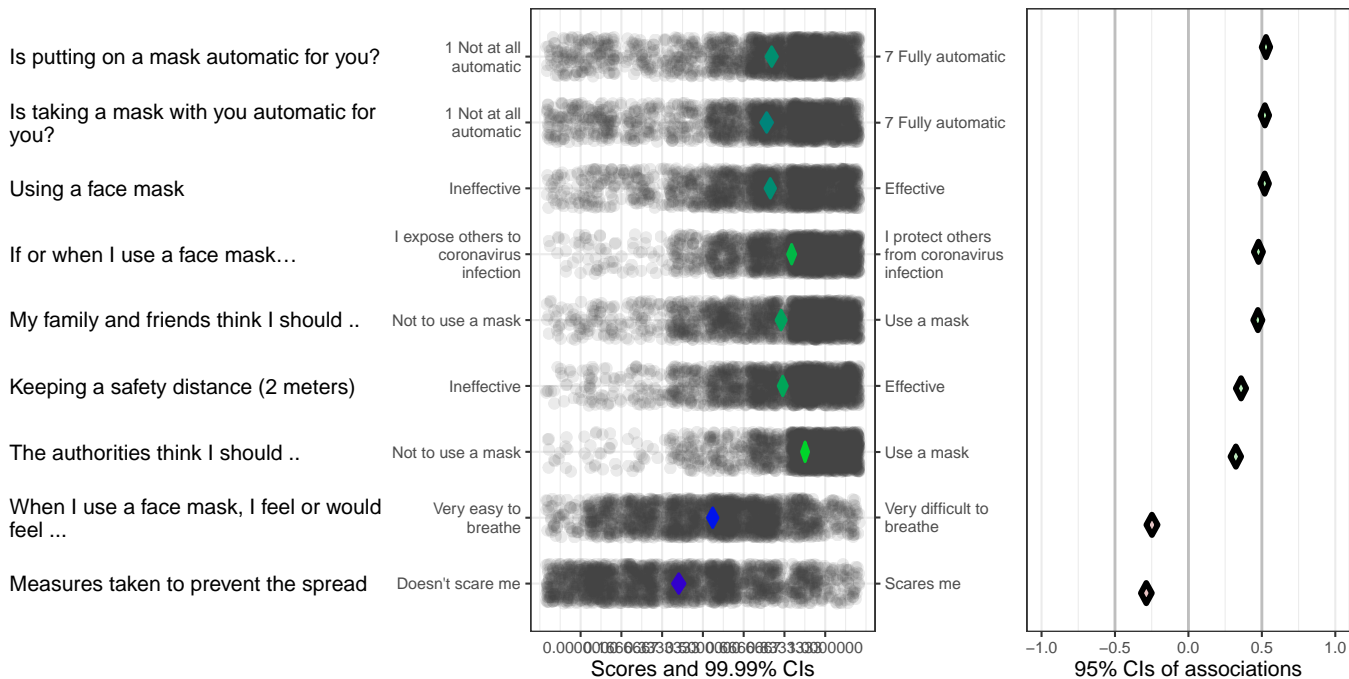 Is putting on a mask automatic for you?
1 Not at all
automatic
7 Fully automatic
Is taking a mask with you automatic for
you?
1 Not at all
automatic
7 Fully automatic
Using a face mask
Ineffective
Effective
If or when I use a face mask…
I expose others to
coronavirus
infection
I protect others
from coronavirus
infection
My family and friends think I should ..
Not to use a mask
Use a mask
Keeping a safety distance (2 meters)
Ineffective
Effective
The authorities think I should ..
Not to use a mask
Use a mask
When I use a face mask, I feel or would
feel ...
Very easy to
breathe
Very difficult to
breathe
Measures taken to prevent the spread
Doesn't scare me
Scares me
Scores and 99.99% CIs
−1.0 −0.5 0.0 0.5 1.0
95% CIs of associations